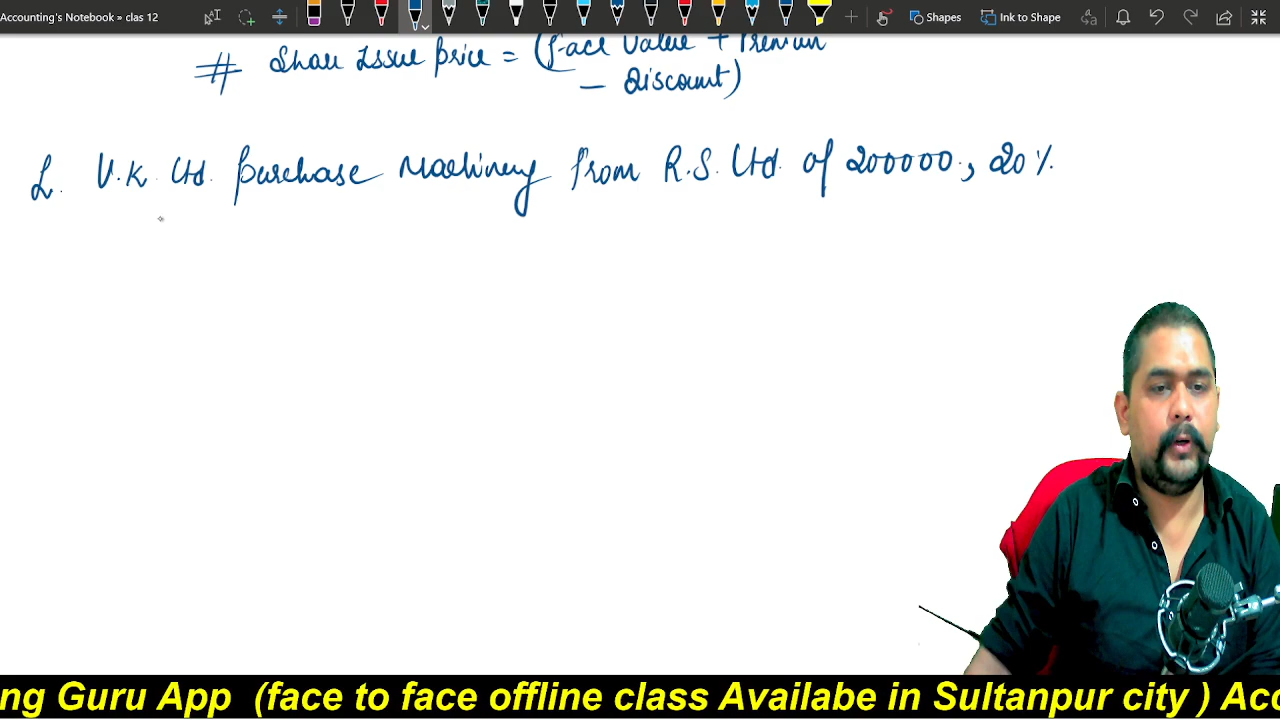 Accounting's Notebook » clas 12
Shapes
Ink to Shape
# Share Issue price = (face value + Premium
— Discount)
1. V.K Ltd. purchase Machinery from R.S. Ltd. of 200000, 20%
ng Guru App (face to face offline class Availabe in Sultanpur city ) Acc